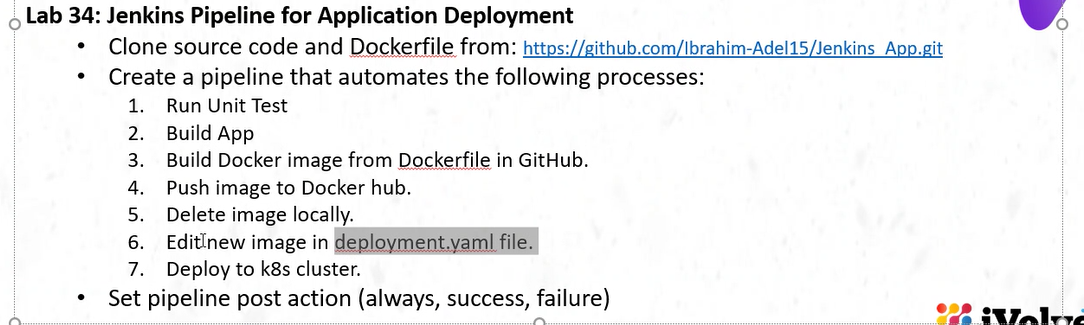 Lab 34: Jenkins Pipeline for Application Deployment
• Clone source code and Dockerfile from: https://github.com/Ibrahim-Adel15/Jenkins_App.git
• Create a pipeline that automates the following processes:
1. Run Unit Test
2. Build App
3. Build Docker image from Dockerfile in GitHub.
4. Push image to Docker hub.
5. Delete image locally.
6. Edit new image in deployment.yaml file.
7. Deploy to k8s cluster.
• Set pipeline post action (always, success, failure)